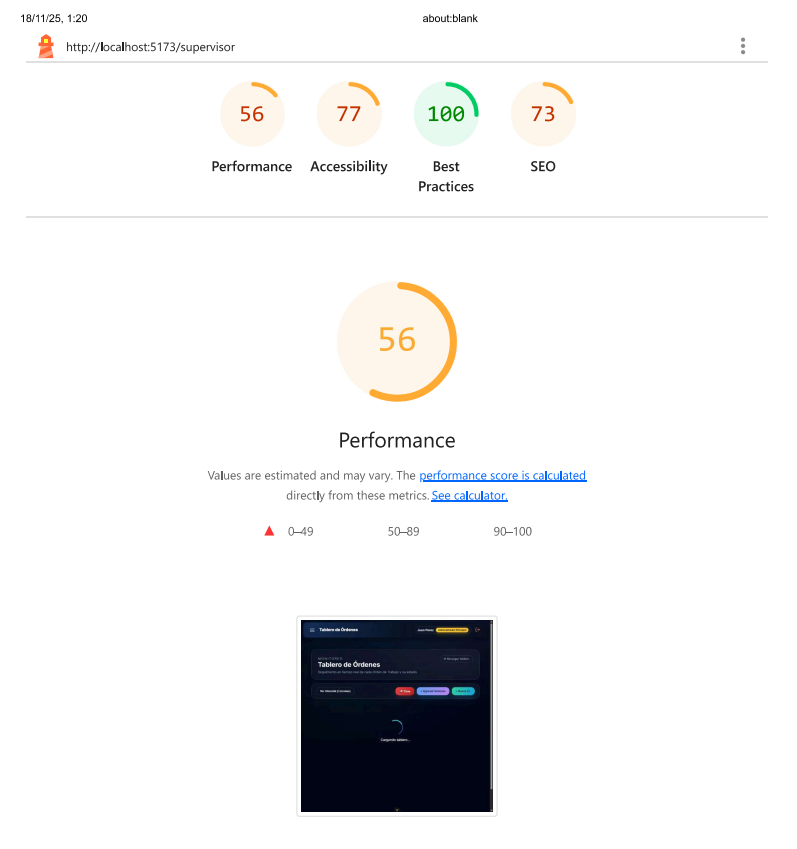 18/11/25, 1:20
about:blank
http://localhost:5173/supervisor
56
77
100
73
Performance
Accessibility
Best
Practices
SEO
56
Performance
Values are estimated and may vary. The performance score is calculated
directly from these metrics. See calculator.
0–49
50–89
90–100
Tablero de Órdenes
MONITOREO
Tablero de Órdenes
Cargando tablero...